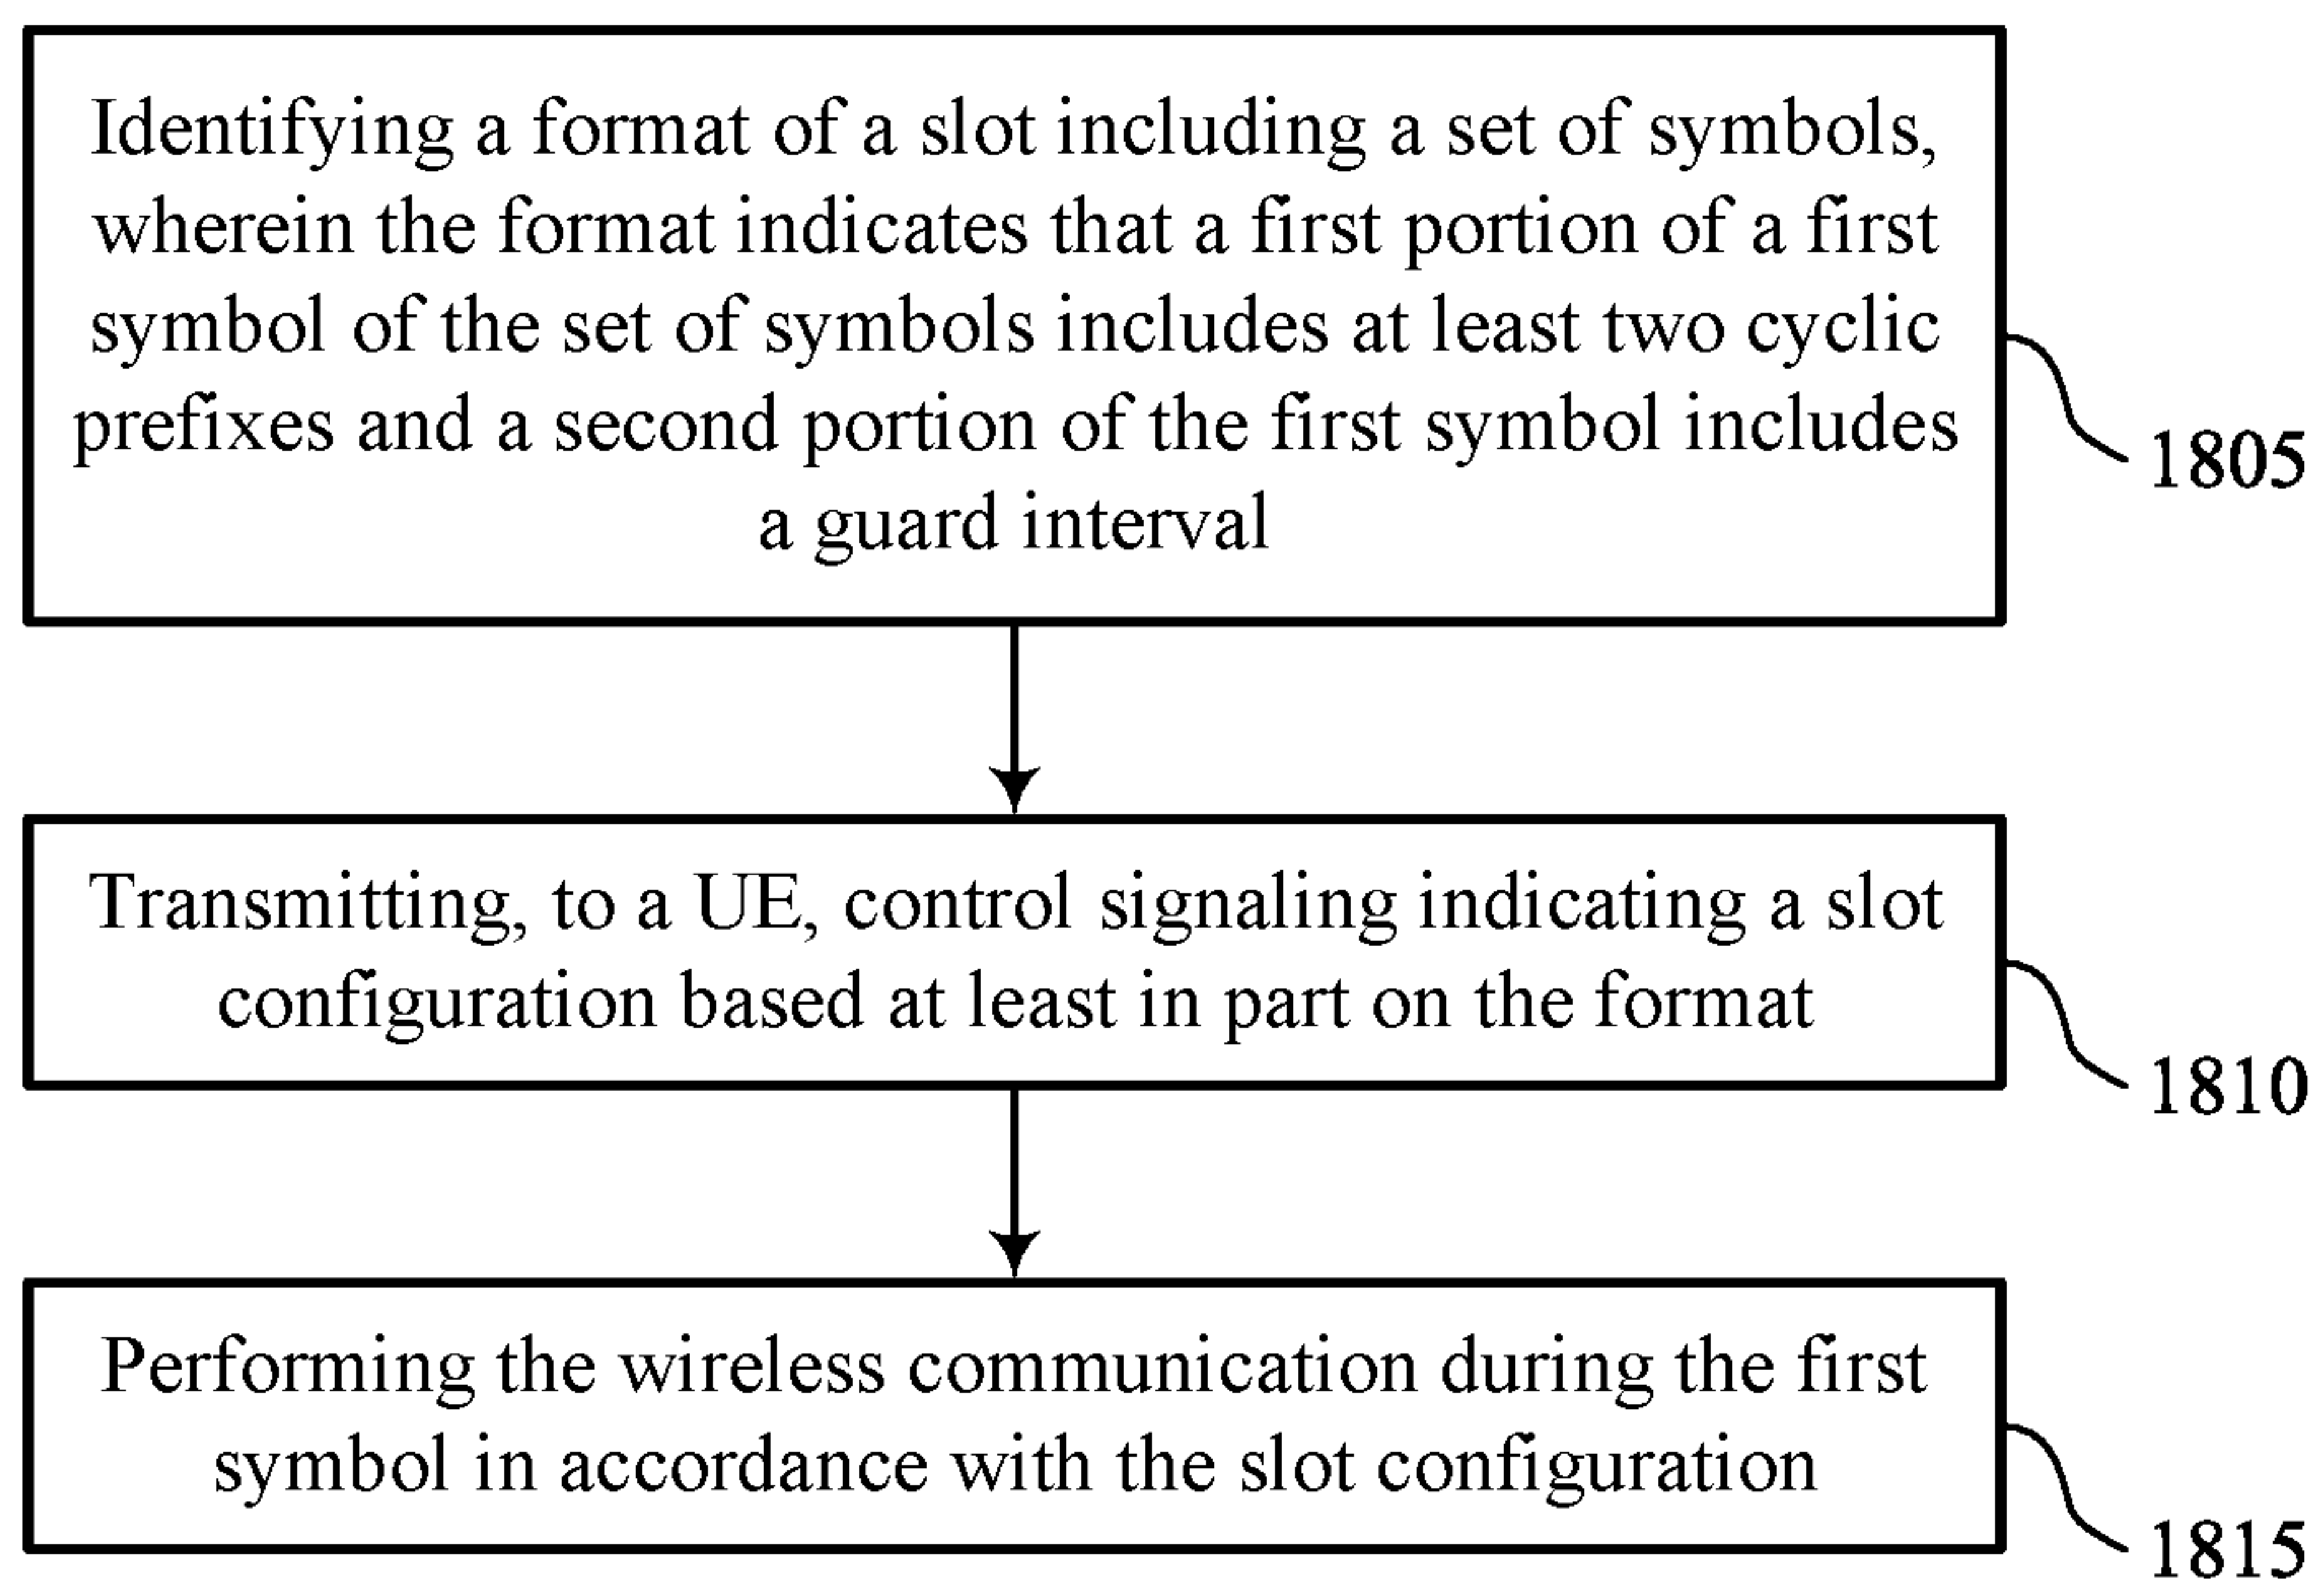 Identifying a format of a slot including a set of symbols,
wherein the format indicates that a first portion of a first
symbol of the set of symbols includes at least two cyclic
prefixes and a second portion of the first symbol includes
a guard interval
1805
Transmitting, to a UE, control signaling indicating a slot
configuration based at least in part on the format
1810
Performing the wireless communication during the first
symbol in accordance with the slot configuration
1815